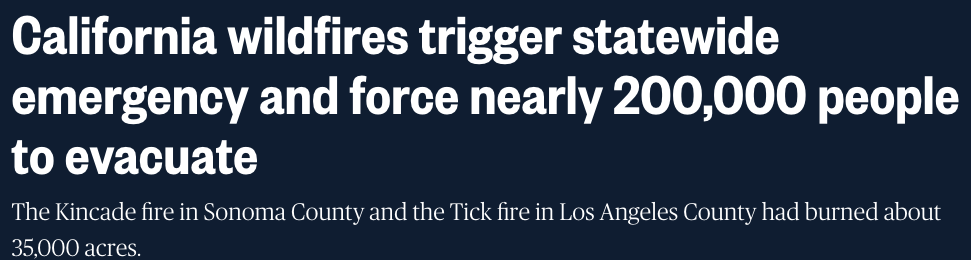 California wildfires trigger statewide
emergency and force nearly 200,000 people
to evacuate
The Kincade fire in Sonoma County and the Tick fire in Los Angeles County had burned about
35,000 acres.